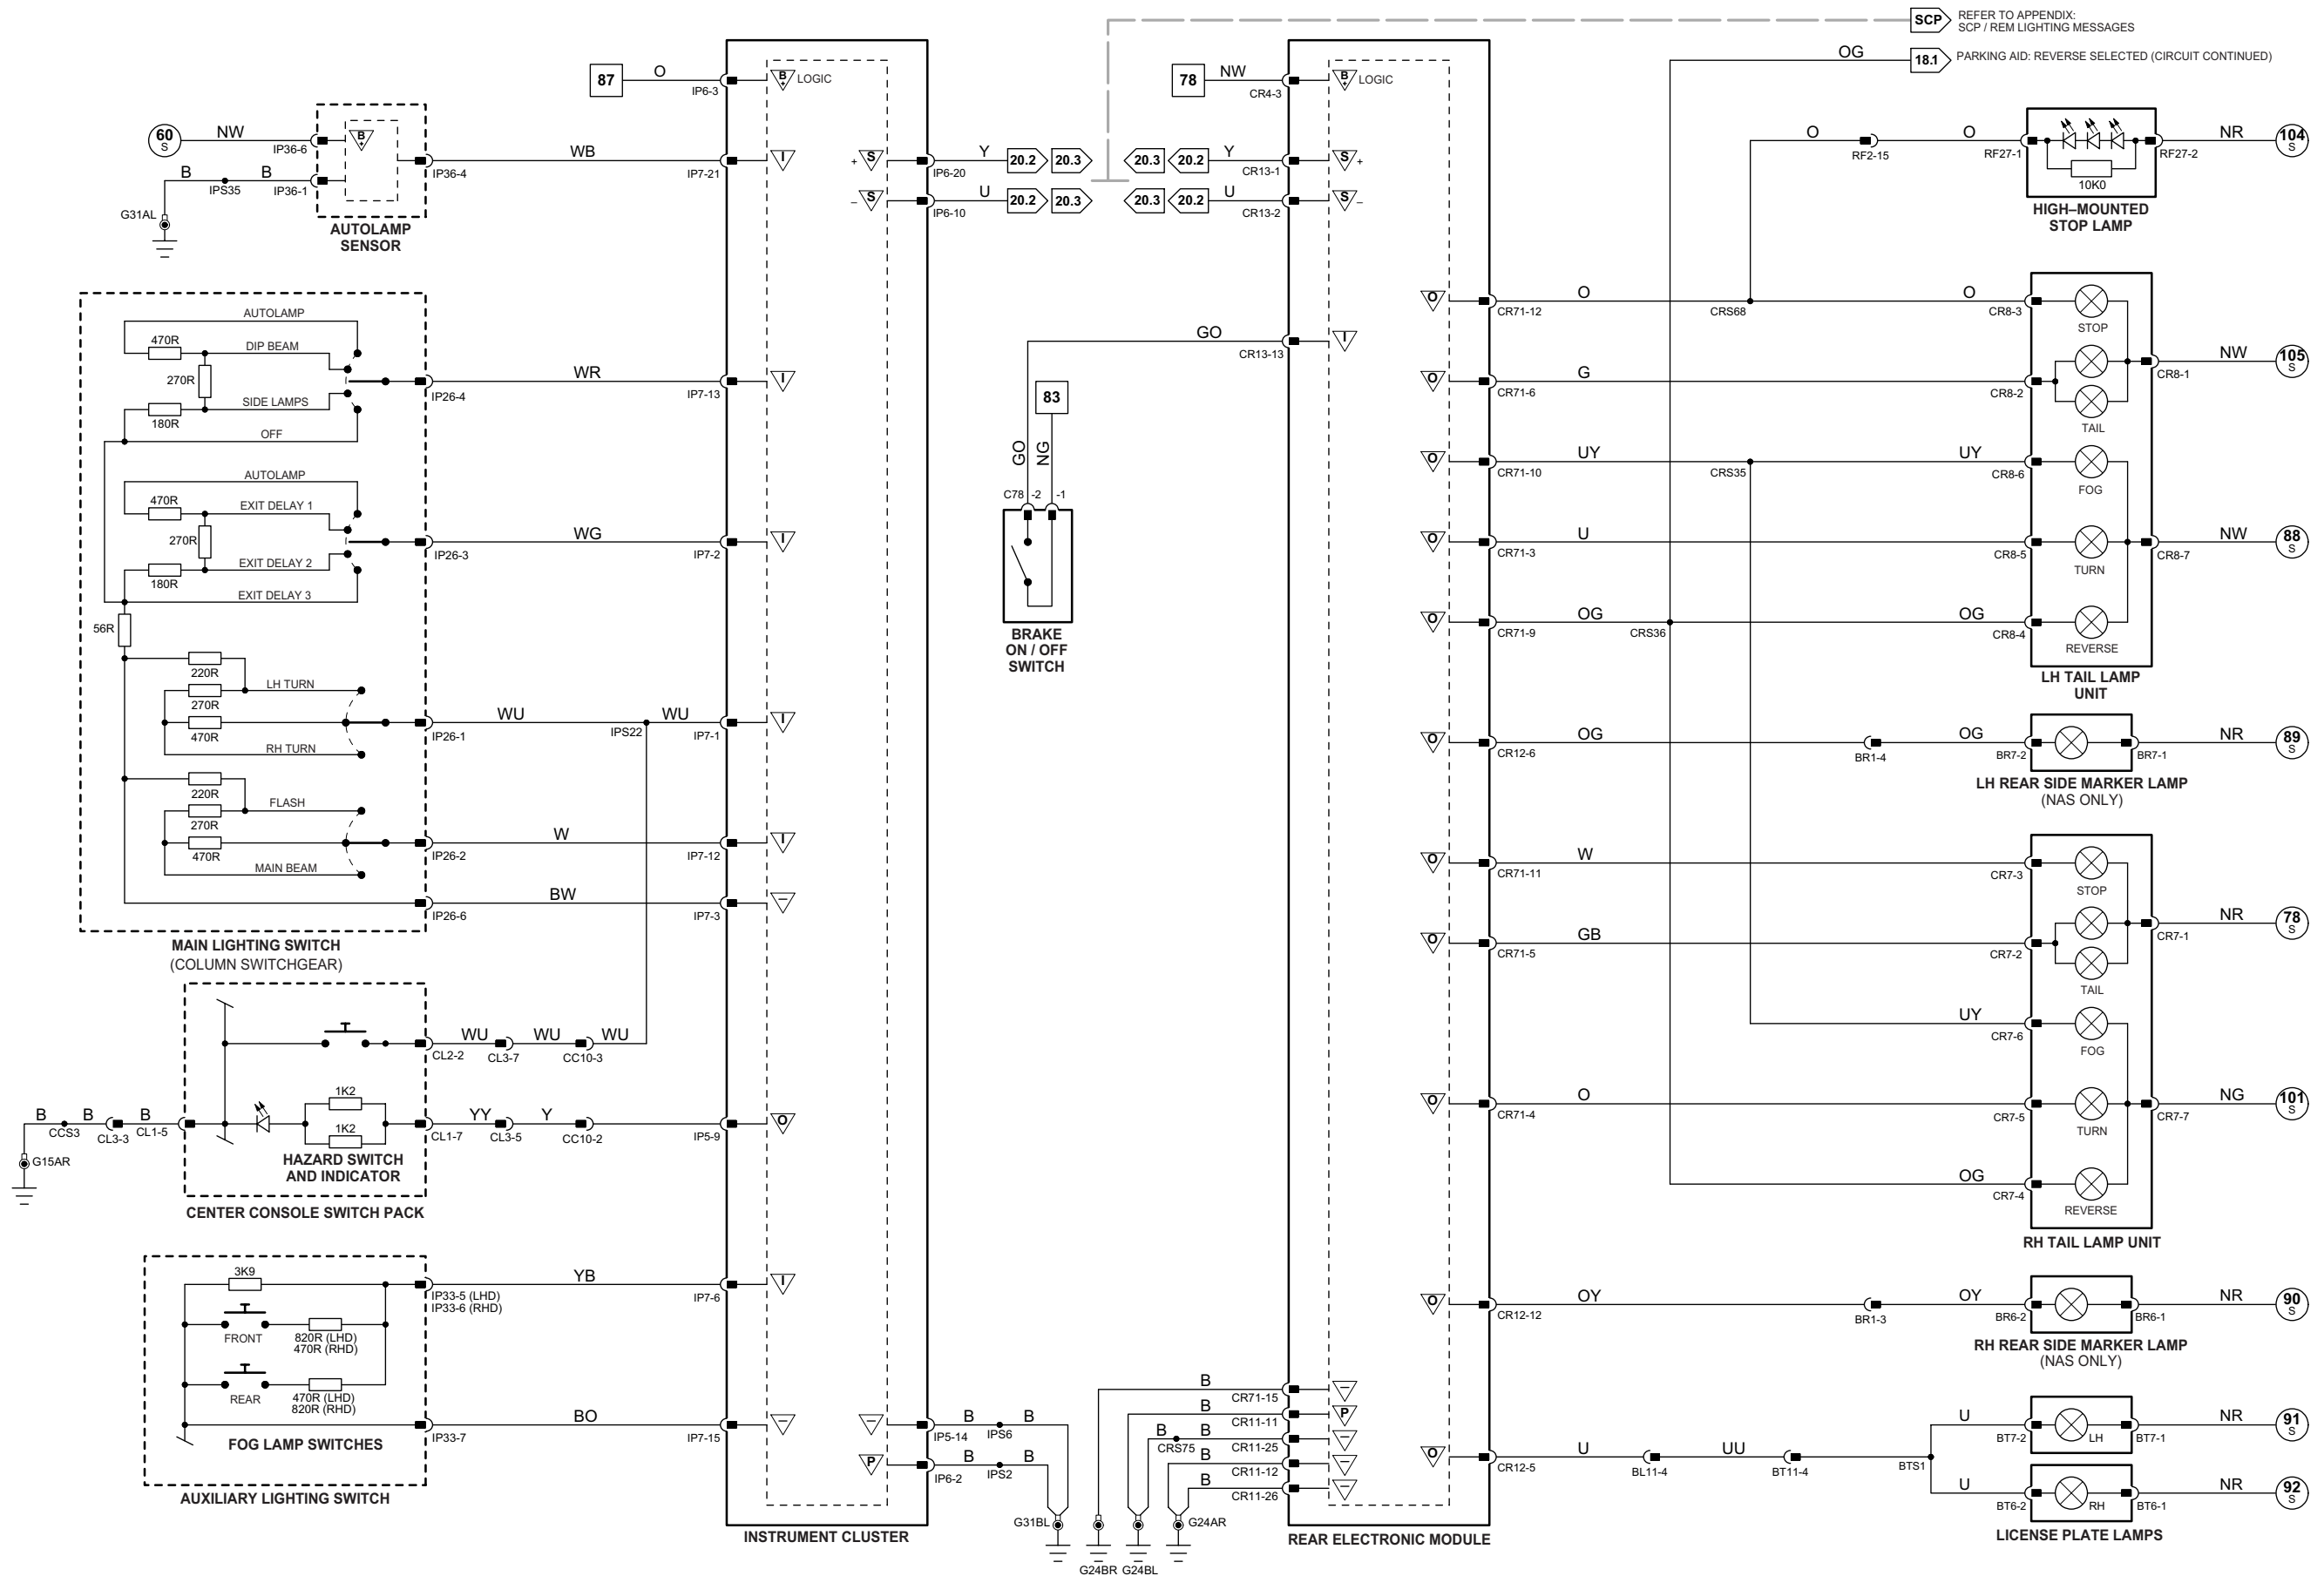 SCP
REFER TO APPENDIX:
SCP / REM LIGHTING MESSAGES
OG
18.1
PARKING AID: REVERSE SELECTED (CIRCUIT CONTINUED)
60
S
NW
IP36-6
B
+
B
IPS35
B
IP36-1
G31AL
IP36-4
WB
IP7-21
AUTOLAMP
SENSOR
87
O
IP6-3
B
+
LOGIC
I
AUTOLAMP
470R
DIP BEAM
270R
SIDE LAMPS
180R
OFF
IP26-4
WR
IP7-13
I
AUTOLAMP
470R
EXIT DELAY 1
270R
EXIT DELAY 2
180R
EXIT DELAY 3
IP26-3
WG
IP7-2
I
56R
220R
LH TURN
270R
470R
RH TURN
IP26-1
WU
IPS22
WU
IP7-1
I
220R
FLASH
270R
470R
MAIN BEAM
IP26-2
W
IP7-12
I
IP26-6
BW
IP7-3
–
MAIN LIGHTING SWITCH
(COLUMN SWITCHGEAR)
CL2-2
WU
CL3-7
WU
CC10-3
WU
B
CCS3
B
CL3-3
B
CL1-5
G15AR
1K2
1K2
CL1-7
YY
CL3-5
Y
CC10-2
IP5-9
O
HAZARD SWITCH
AND INDICATOR
CENTER CONSOLE SWITCH PACK
3K9
FRONT
820R (LHD)
470R (RHD)
REAR
470R (LHD)
820R (RHD)
IP33-5 (LHD)
IP33-6 (RHD)
YB
IP7-6
I
IP33-7
BO
IP7-15
–
FOG LAMP SWITCHES
AUXILIARY LIGHTING SWITCH
+
S
IP6-20
Y
20.2
20.3
–
S
IP6-10
U
20.2
20.3
–
IP5-14
B
IPS6
B
P
IP6-2
B
IPS2
B
G31BL
INSTRUMENT CLUSTER
83
GO
NG
C78
-2
-1
BRAKE
ON / OFF
SWITCH
78
NW
CR4-3
B
+
LOGIC
20.3
20.2
Y
CR13-1
S
+
20.3
20.2
U
CR13-2
S
–
GO
CR13-13
I
B
CR71-15
–
B
CR11-11
P
B
CRS75
B
CR11-25
–
B
CR11-12
–
B
CR11-26
–
G24BR
G24BL
G24AR
REAR ELECTRONIC MODULE
O
RF2-15
O
RF27-1
10K0
RF27-2
NR
104
S
HIGH–MOUNTED
STOP LAMP
O
CR71-12
O
CRS68
O
CR8-3
STOP
O
CR71-6
G
CR8-2
TAIL
CR8-1
NW
105
S
O
CR71-10
UY
CRS35
UY
CR8-6
FOG
O
CR71-3
U
CR8-5
TURN
CR8-7
NW
88
S
O
CR71-9
OG
CRS36
OG
CR8-4
REVERSE
LH TAIL LAMP
UNIT
O
CR12-6
OG
BR1-4
OG
BR7-2
BR7-1
NR
89
S
LH REAR SIDE MARKER LAMP
(NAS ONLY)
O
CR71-11
W
CR7-3
STOP
O
CR71-5
GB
CR7-2
TAIL
CR7-1
NR
78
S
UY
CR7-6
FOG
O
CR71-4
O
CR7-5
TURN
CR7-7
NG
101
S
OG
CR7-4
REVERSE
RH TAIL LAMP UNIT
O
CR12-12
OY
BR1-3
OY
BR6-2
BR6-1
NR
90
S
RH REAR SIDE MARKER LAMP
(NAS ONLY)
O
CR12-5
U
BL11-4
UU
BT11-4
BTS1
U
BT7-2
LH
BT7-1
NR
91
S
U
BT6-2
RH
BT6-1
NR
92
S
LICENSE PLATE LAMPS